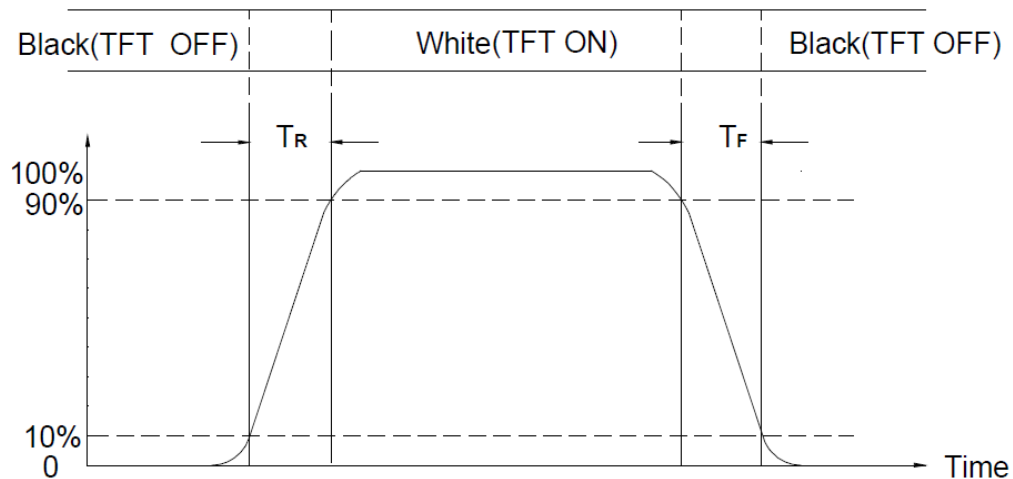 Black(TFT OFF) White(TFT ON) Black(TFT OFF)
TR TF
100%
90%
10%
0
Time